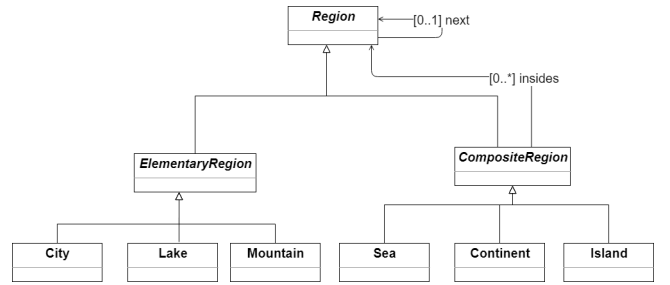 Region
[0..1] next
[0..*] insides
ElementaryRegion
CompositeRegion
City
Lake
Mountain
Sea
Continent
Island